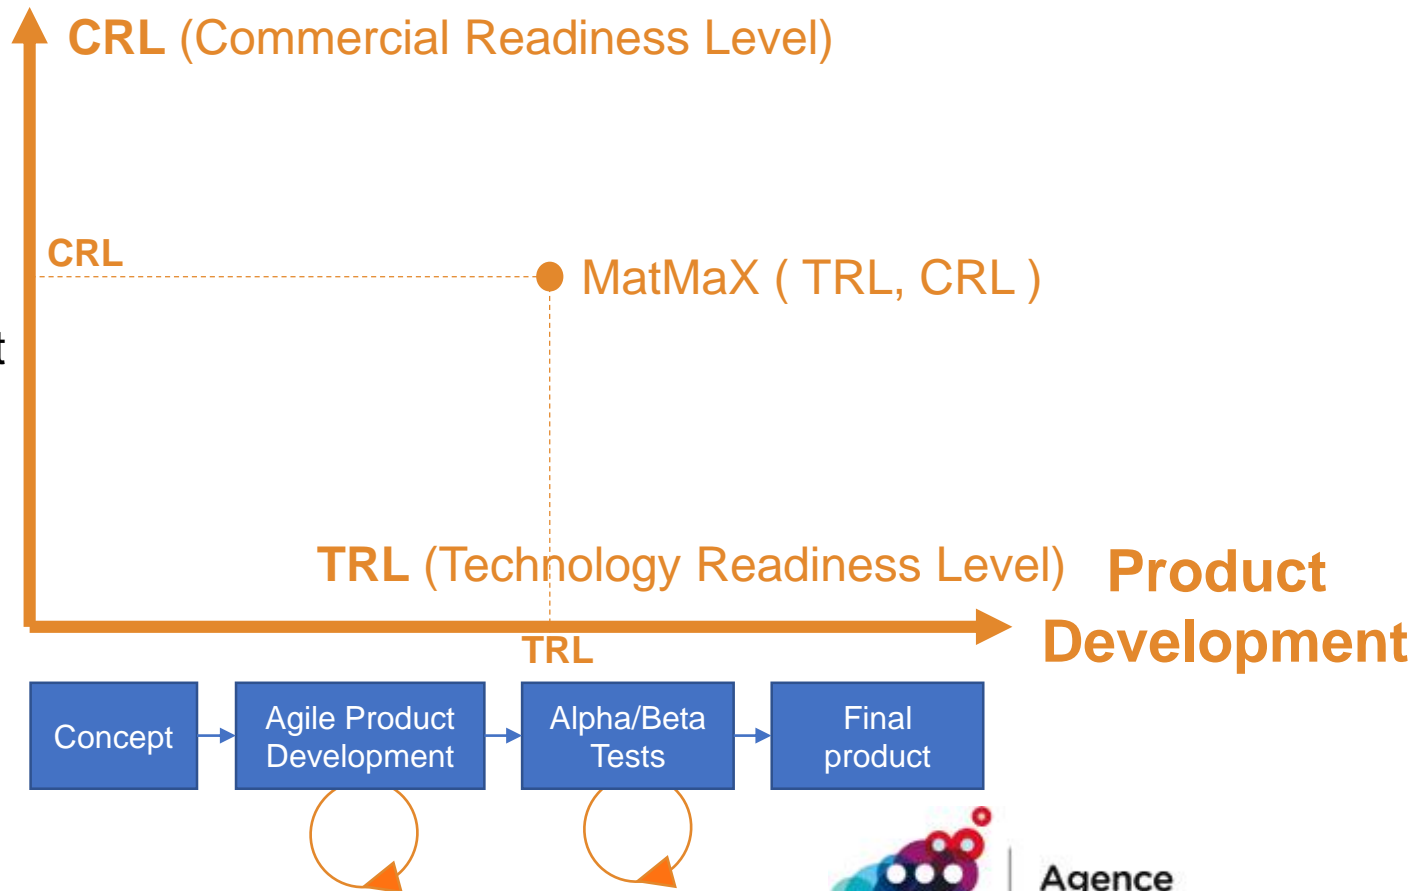 CRL (Commercial Readiness Level)
CRL
MatMaX ( TRL, CRL )
t
TRL (Technology Readiness Level)
Product
Development
TRL
Concept
Agile Product
Development
Alpha/Beta
Tests
Final
product
Agence